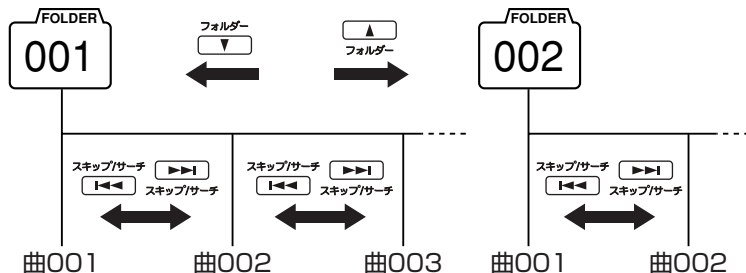 FOLDER
001
フォルダー
▼
▲
フォルダー
FOLDER
002
スキップ/サーチ
スキップ/サーチ
スキップ/サーチ
スキップ/サーチ
スキップ/サーチ
スキップ/サーチ
曲001
曲002
曲003
曲001
曲002